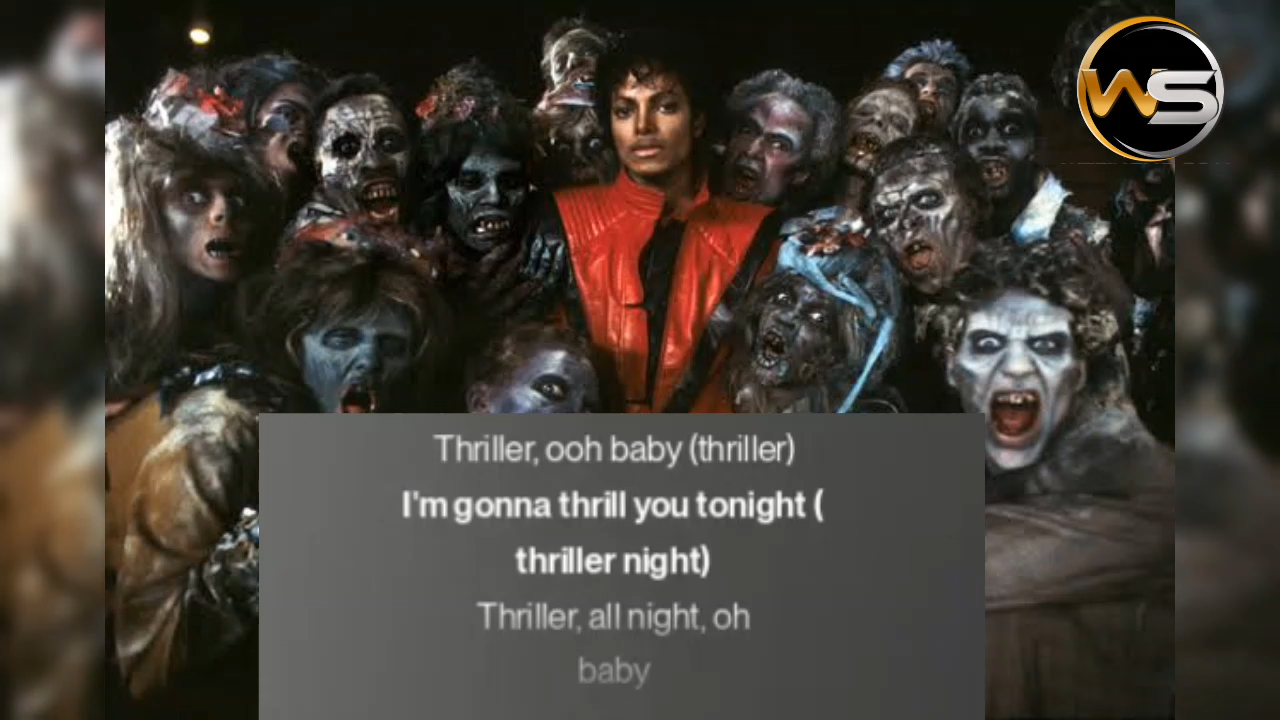 WS
Thriller, ooh baby (thriller)
I'm gonna thrill you tonight (
thriller night)
Thriller, all night, oh
baby